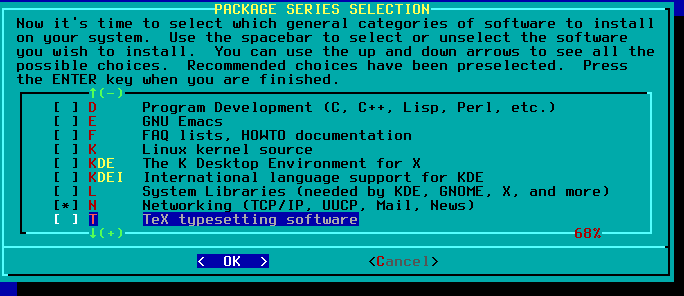 PACKAGE SERIES SELECTION
Now it's time to select which general categories of software to install
on your system.  Use the spacebar to select or unselect the software
you wish to install.  You can use the up and down arrows to see all the
possible choices.  Recommended choices have been preselected.  Press
the ENTER key when you are finished.
↑(-)
[ ] D     Program Development (C, C++, Lisp, Perl, etc.)
[ ] E     GNU Emacs
[ ] F     FAQ lists, HOWTO documentation
[ ] K     Linux kernel source
[ ] KDE   The K Desktop Environment for X
[ ] KDEI  International language support for KDE
[ ] L     System Libraries (needed by KDE, GNOME, X, and more)
[*] N     Networking (TCP/IP, UUCP, Mail, News)
[ ] T     TeX typesetting software
↓(+) 68%
<  OK  > <Cancel>